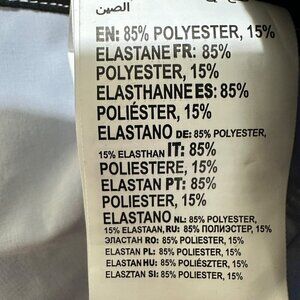 الصين
EN: 85% POLYESTER, 15%
ELASTANE FR: 85%
POLYESTER, 15%
ELASTHANNE ES: 85%
POLIÉSTER, 15%
ELASTANO DE: 85% POLYESTER,
15% ELASTHAN IT: 85%
POLIESTERE, 15%
ELASTAN PT: 85%
POLIESTER, 15%
ELASTANO NL: 85% POLYESTER,
15% ELASTAAN, RU: 85% ПОЛИЭСТЕР, 15%
ЭЛАСТАН RO: 85% POLIESTER, 15%
ELASTAN PL: 85% POLIESTER, 15%
ELASTAN HU: 85% POLIÉSZTER, 15%
ELASZTAN SI: 85% POLIESTER, 15%